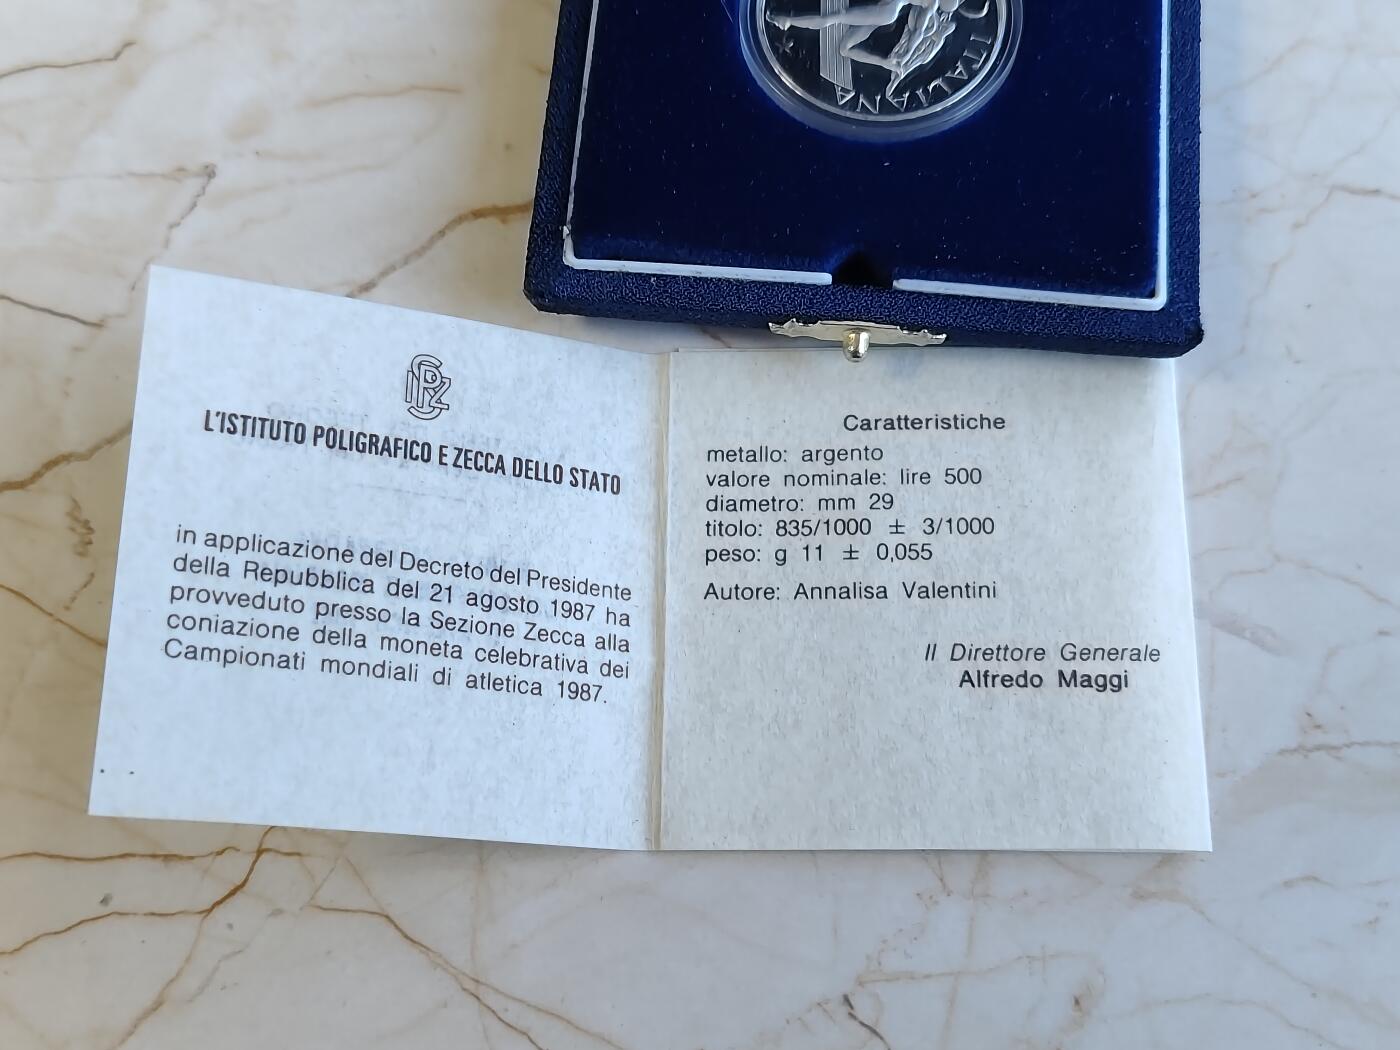 ITALIANA
IPSZ
L'ISTITUTO POLIGRAFICO E ZECCA DELLO STATO
in applicazione del Decreto del Presidente
della Repubblica del 21 agosto 1987 ha
provveduto presso la Sezione Zecca alla
coniazione della moneta celebrativa dei
Campionati mondiali di atletica 1987.
Caratteristiche
metallo: argento
valore nominale: lire 500
diametro: mm 29
titolo: 835/1000 ± 3/1000
peso: g 11 ± 0,055
Autore: Annalisa Valentini
Il Direttore Generale
Alfredo Maggi